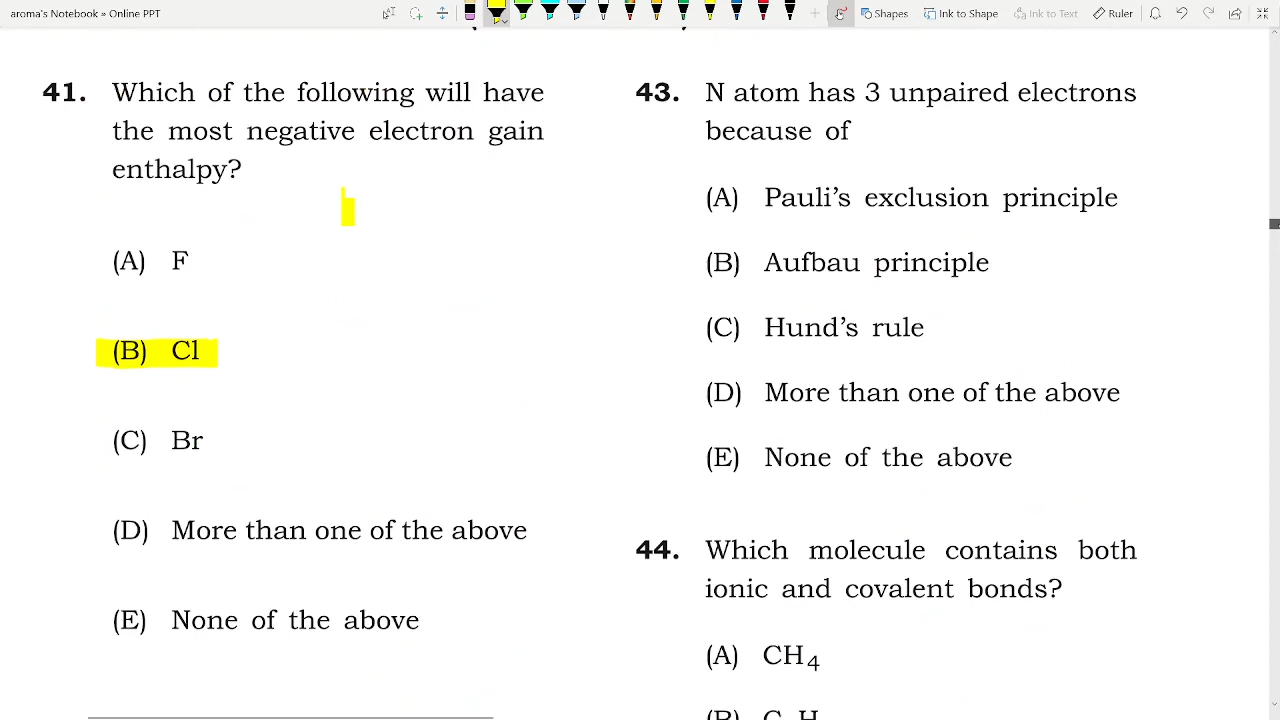 aroma's Notebook » Online PPT
Shapes Ink to Shape Ink to Text Ruler
41. Which of the following will have
the most negative electron gain
enthalpy?
(A) F
(B) Cl
(C) Br
(D) More than one of the above
(E) None of the above
43. N atom has 3 unpaired electrons
because of
(A) Pauli’s exclusion principle
(B) Aufbau principle
(C) Hund’s rule
(D) More than one of the above
(E) None of the above
44. Which molecule contains both
ionic and covalent bonds?
(A) CH₄